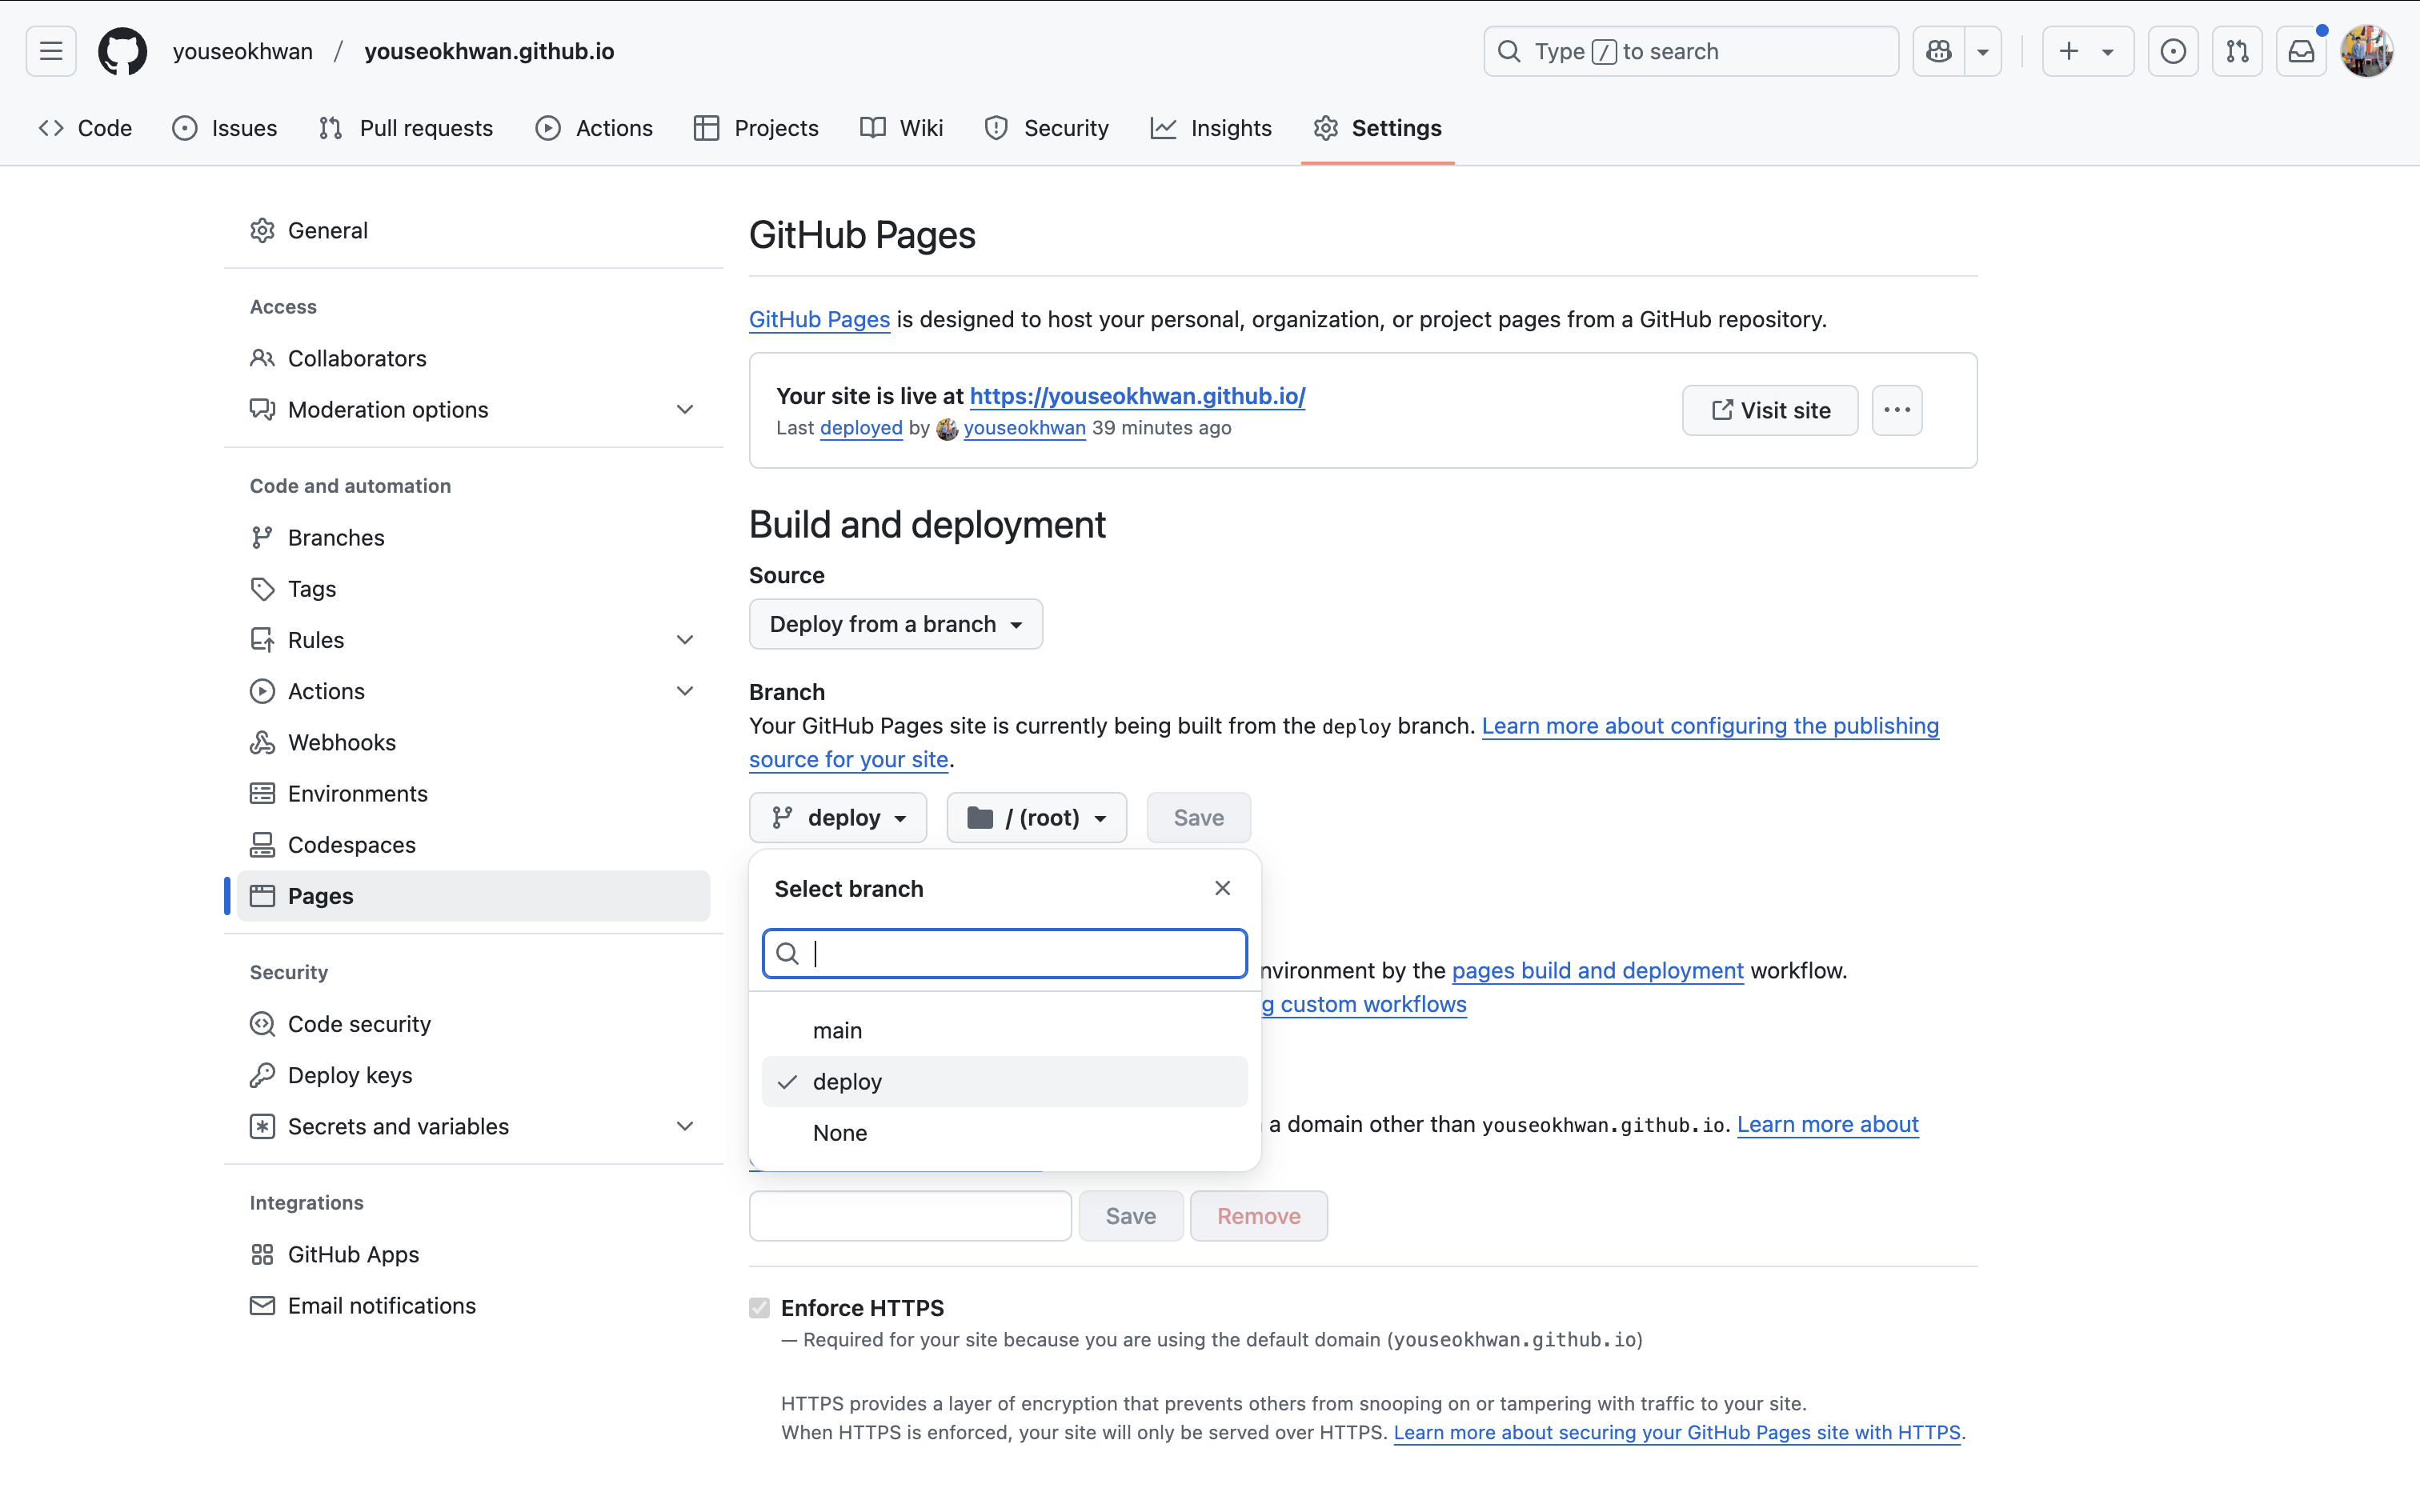 youseokhwan / youseokhwan.github.io
Type / to search
Code Issues Pull requests Actions Projects Wiki Security Insights Settings
General
Access
Collaborators
Moderation options
Code and automation
Branches
Tags
Rules
Actions
Webhooks
Environments
Codespaces
Pages
Security
Code security
Deploy keys
Secrets and variables
Integrations
GitHub Apps
Email notifications
GitHub Pages
GitHub Pages is designed to host your personal, organization, or project pages from a GitHub repository.
Your site is live at https://youseokhwan.github.io/
Last deployed by youseokhwan 39 minutes ago
Visit site
Build and deployment
Source
Deploy from a branch
Branch
Your GitHub Pages site is currently being built from the deploy branch. Learn more about configuring the publishing
source for your site.
deploy / (root) Save
Select branch
main
deploy
None
nvironment by the pages build and deployment workflow.
g custom workflows
a domain other than youseokhwan.github.io. Learn more about
Save Remove
Enforce HTTPS
— Required for your site because you are using the default domain (youseokhwan.github.io)
HTTPS provides a layer of encryption that prevents others from snooping on or tampering with traffic to your site.
When HTTPS is enforced, your site will only be served over HTTPS. Learn more about securing your GitHub Pages site with HTTPS.